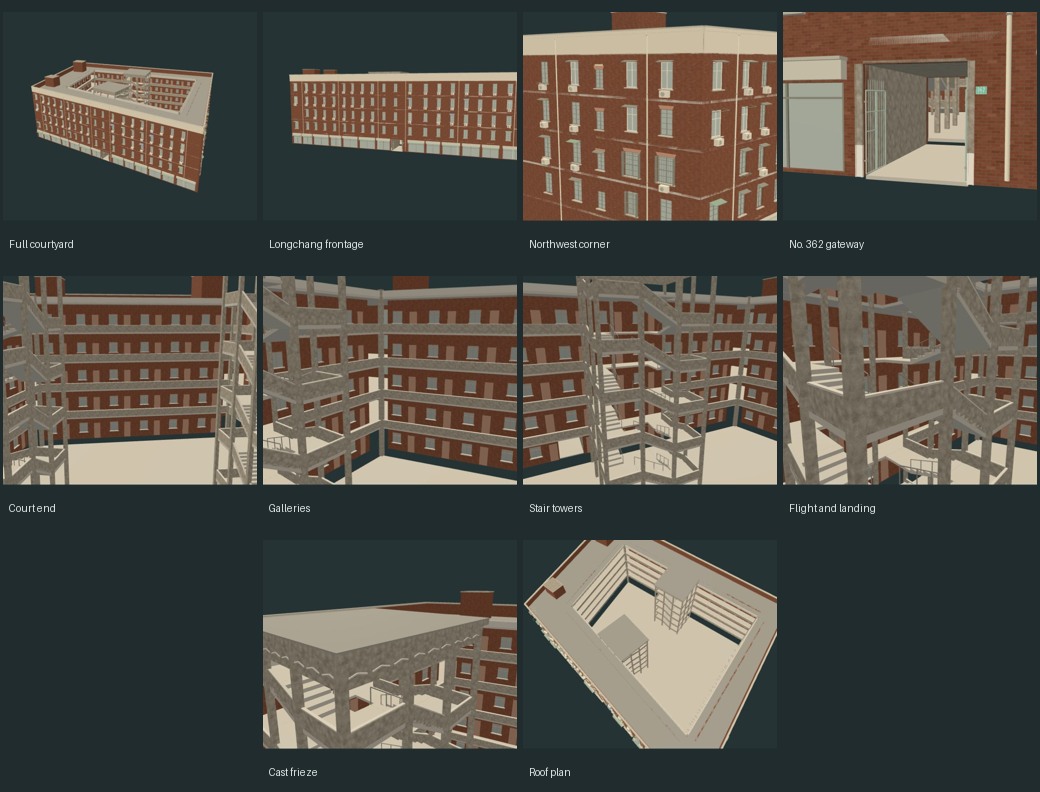 Full courtyard
Longchang frontage
Northwest corner
No. 362 gateway
Court end
Galleries
Stair towers
Flight and landing
Cast frieze
Roof plan